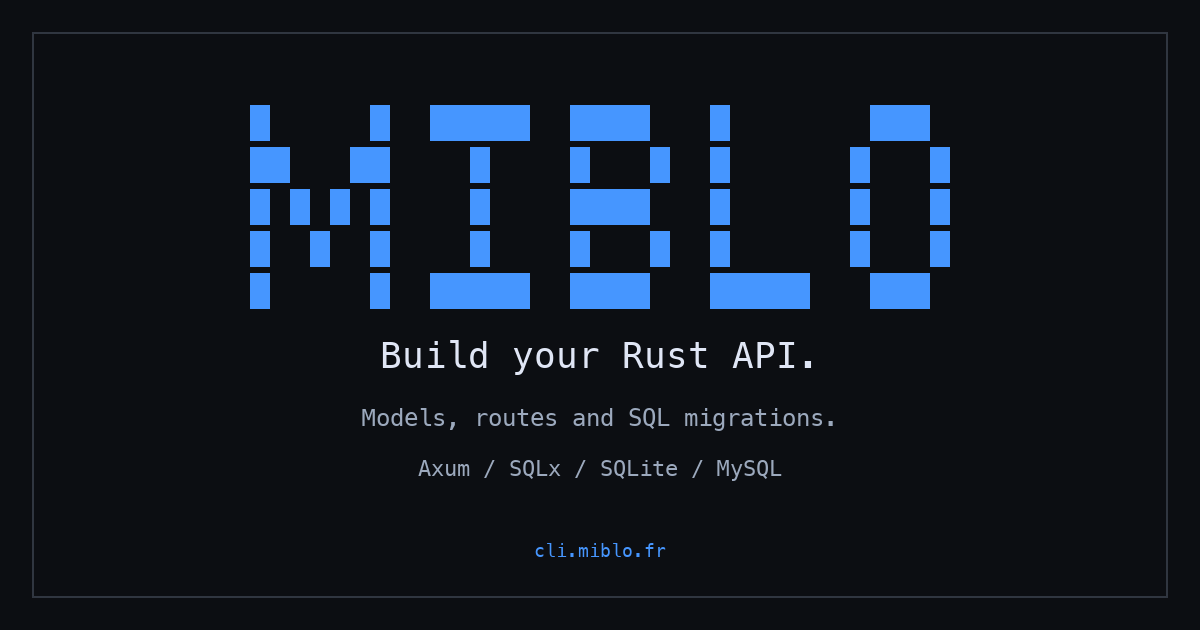 MIBLO
Build your Rust API.
Models, routes and SQL migrations.
Axum / SQLx / SQLite / MySQL
cli.miblo.fr